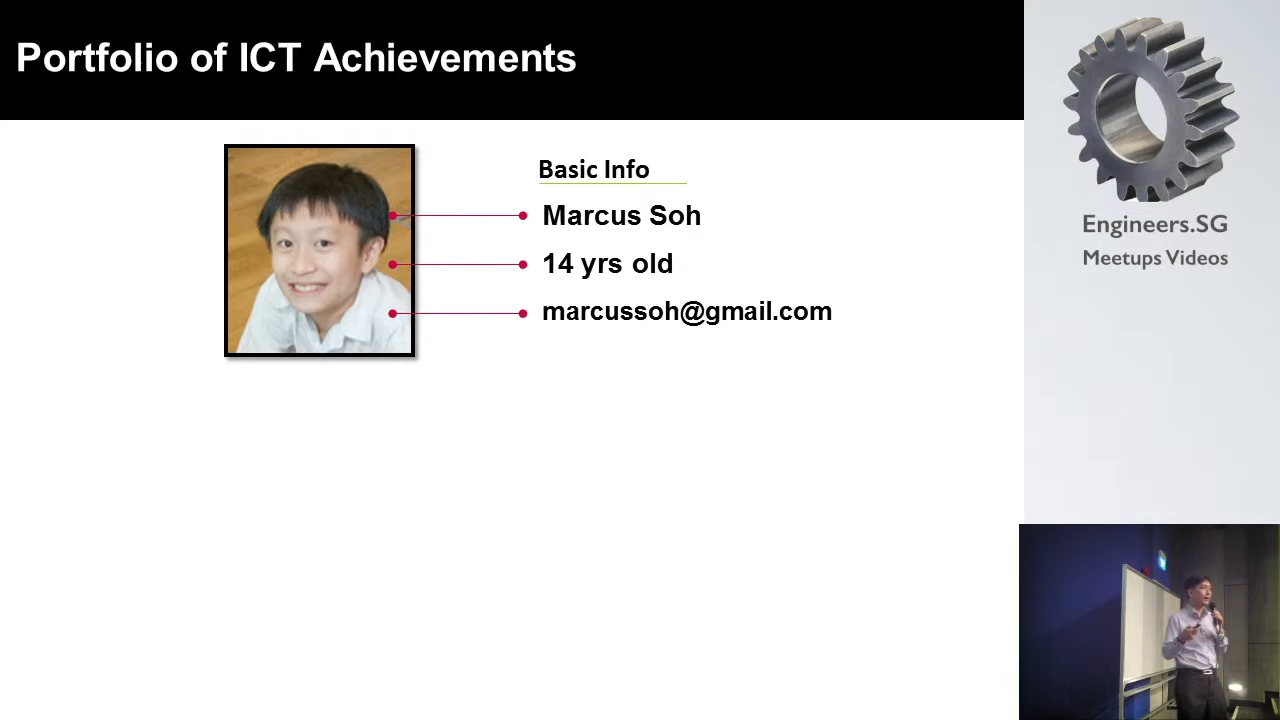 Portfolio of ICT Achievements
Basic Info
Marcus Soh
14 yrs old
marcussoh@gmail.com
Engineers.SG
Meetups Videos